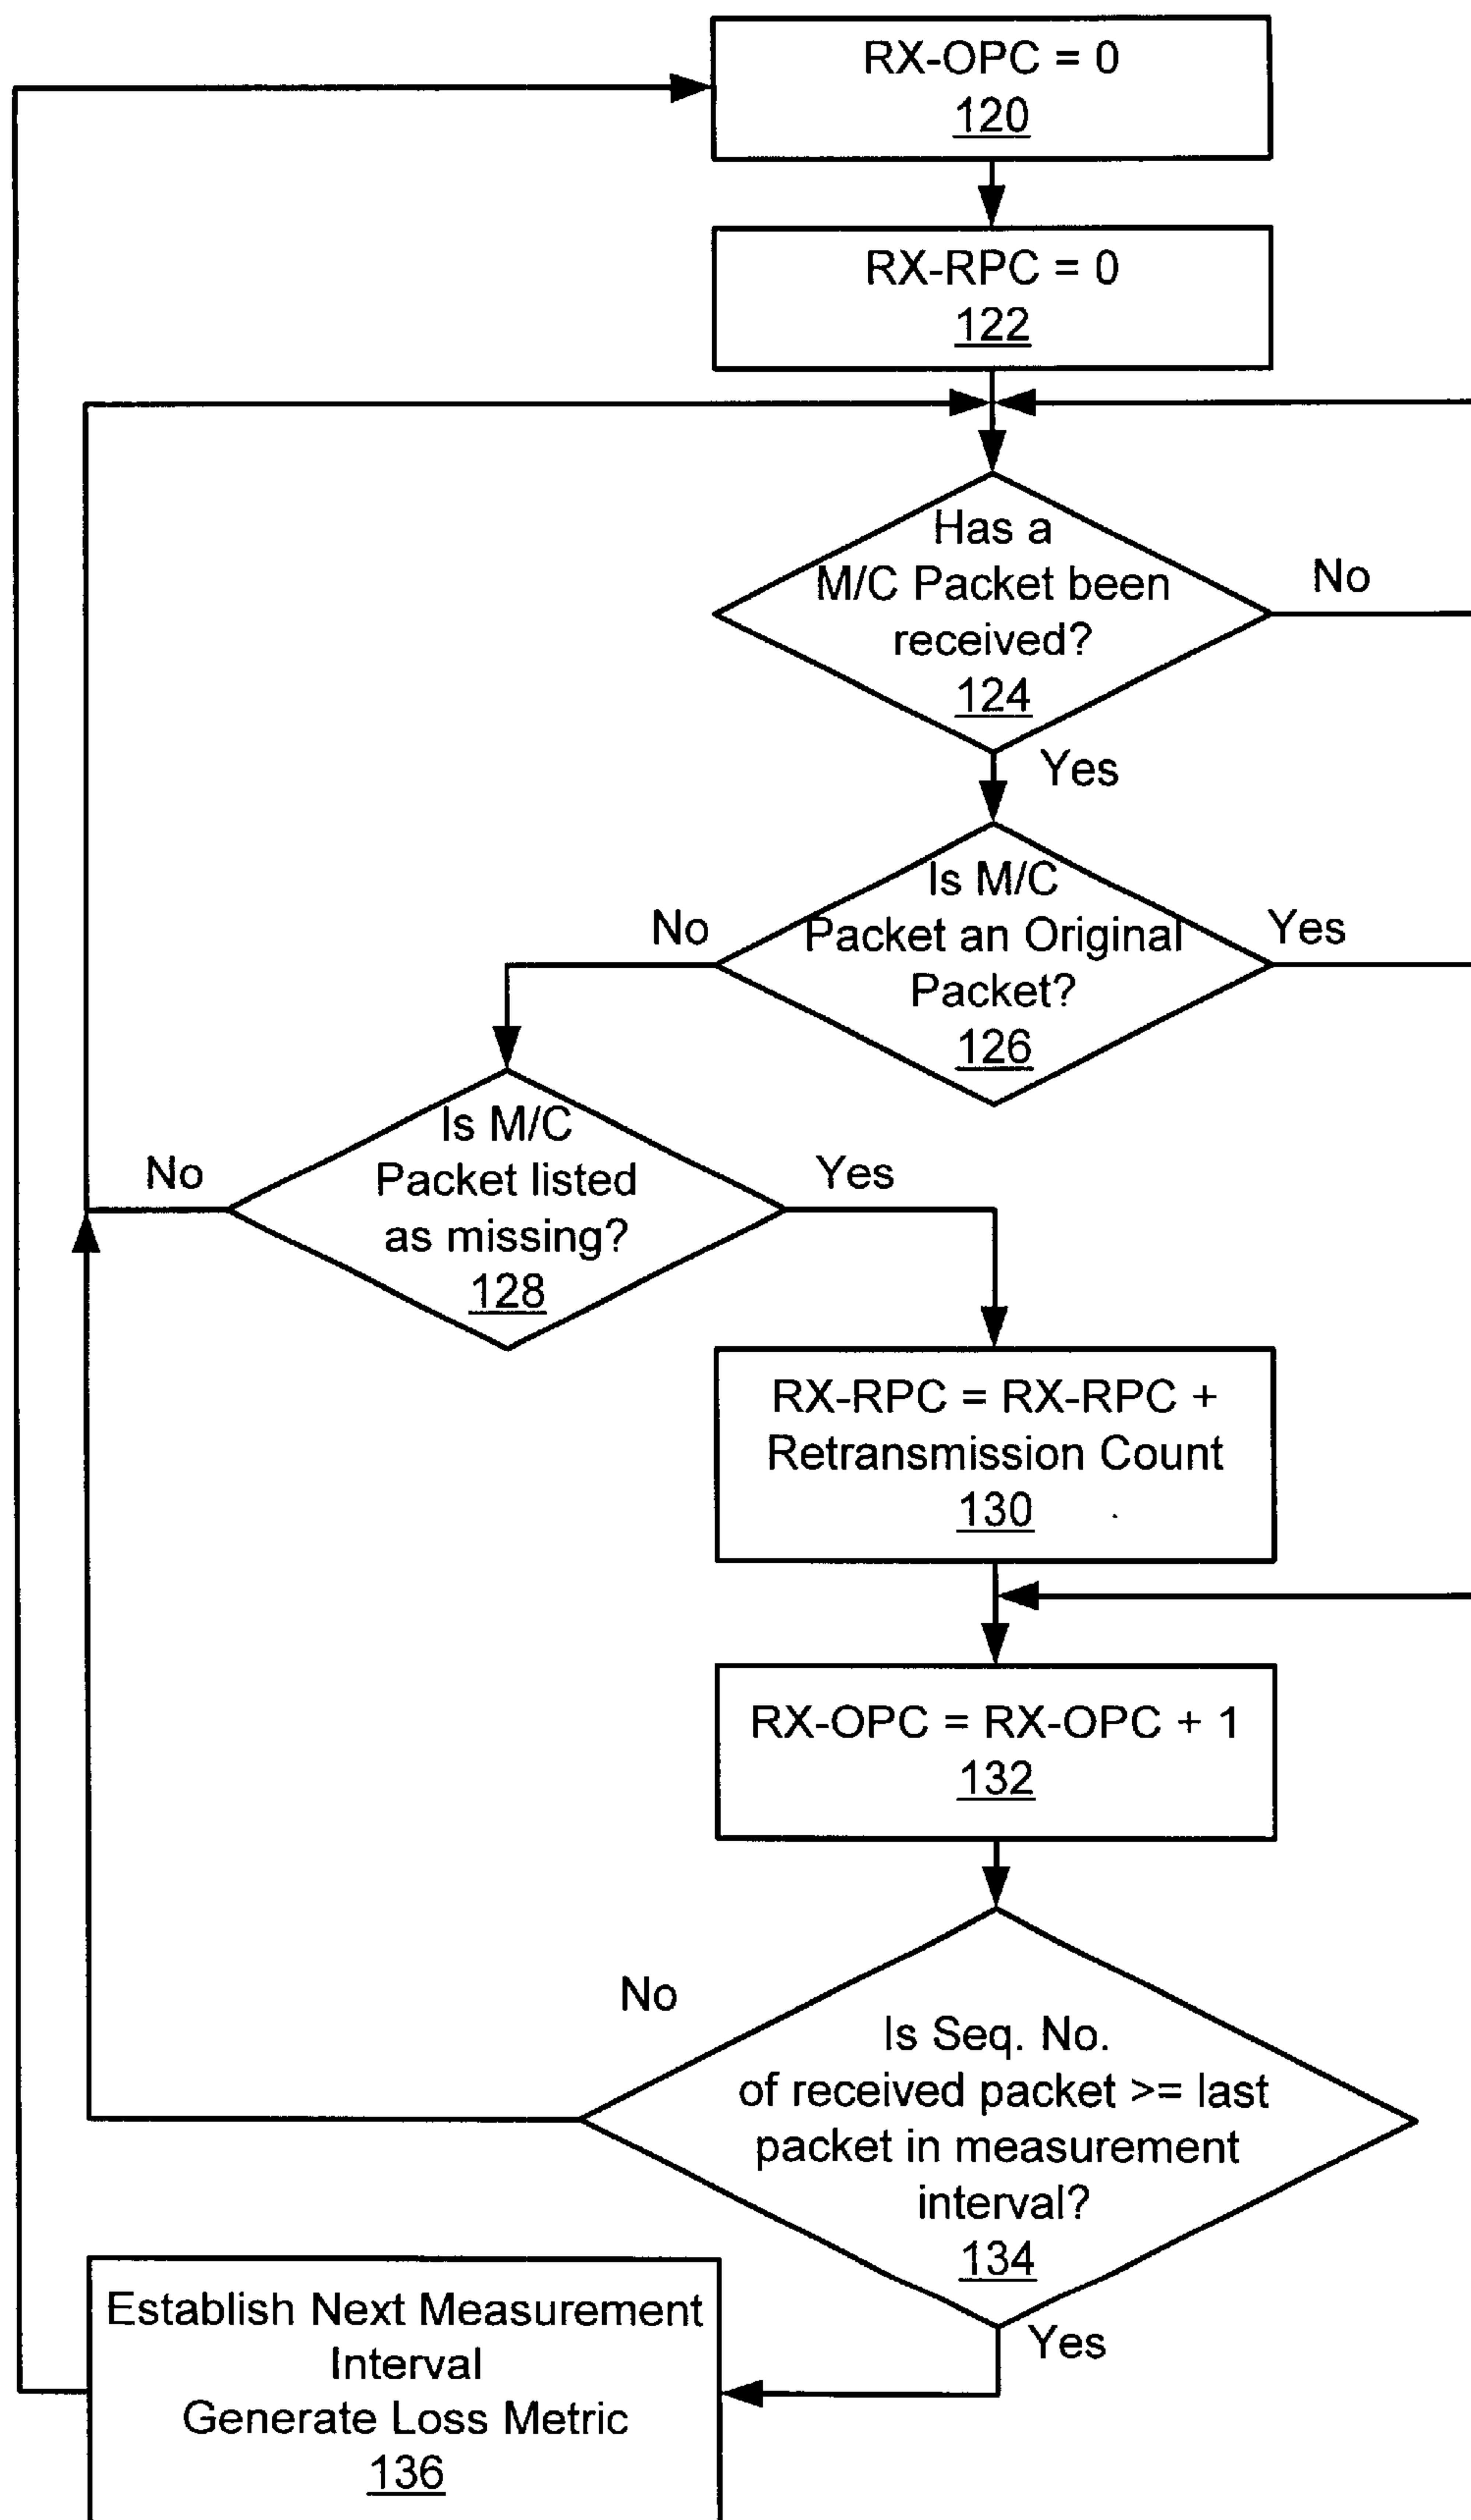 RX-OPC = 0
120
RX-RPC = 0
122
Has a
M/C Packet been
received?
124
No
Yes
Is M/C
Packet an Original
Packet?
126
No
Yes
Is M/C
Packet listed
as missing?
128
No
Yes
RX-RPC = RX-RPC +
Retransmission Count
130
RX-OPC = RX-OPC + 1
132
No
Is Seq. No.
of received packet >= last
packet in measurement
interval?
134
Yes
Establish Next Measurement
Interval
Generate Loss Metric
136